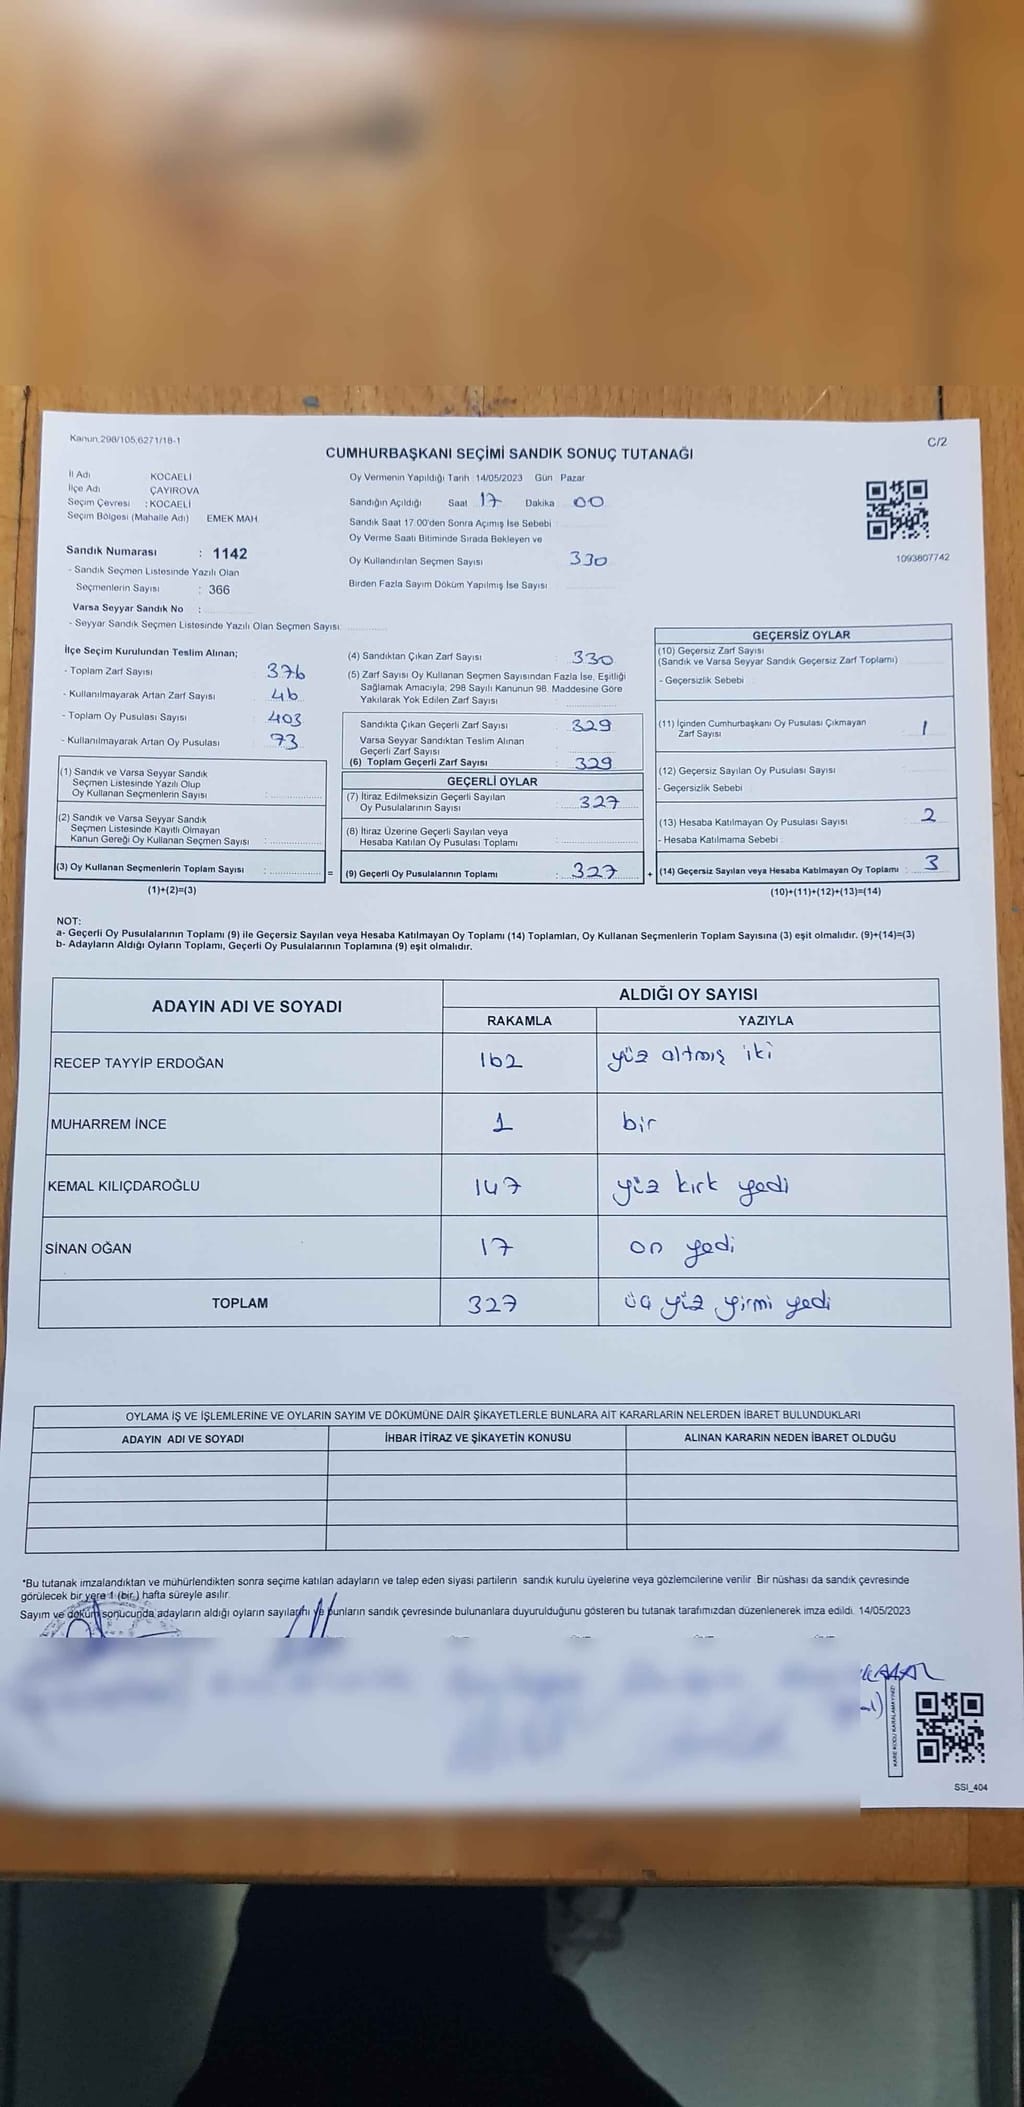 Kanun.298/105,6271/18-1
C/2
CUMHURBAŞKANI SEÇİMİ SANDIK SONUÇ TUTANAĞI
İl Adı KOCAELİ
İlçe Adı ÇAYIROVA
Seçim Çevresi : KOCAELİ
Seçim Bölgesi (Mahalle Adı) EMEK MAH
Sandık Numarası : 1142
- Sandık Seçmen Listesinde Yazılı Olan
Seçmenlerin Sayısı : 366
Varsa Seyyar Sandık No :
- Seyyar Sandık Seçmen Listesinde Yazılı Olan Seçmen Sayısı:
Oy Vermenin Yapıldığı Tarih : 14/05/2023 Gün Pazar
Sandığın Açıldığı Saat 17 Dakika 00
Sandık Saat 17.00'den Sonra Açılmış İse Sebebi
Oy Verme Saati Bitiminde Sırada Bekleyen ve
Oy Kullandırılan Seçmen Sayısı 330
Birden Fazla Sayım Döküm Yapılmış İse Sayısı
1093807742
İlçe Seçim Kurulundan Teslim Alınan;
- Toplam Zarf Sayısı : 376
- Kullanılmayarak Artan Zarf Sayısı : 46
- Toplam Oy Pusulası Sayısı : 403
- Kullanılmayarak Artan Oy Pusulası : 73
(1) Sandık ve Varsa Seyyar Sandık
Seçmen Listesinde Yazılı Olup
Oy Kullanan Seçmenlerin Sayısı :
(2) Sandık ve Varsa Seyyar Sandık
Seçmen Listesinde Kayıtlı Olmayan
Kanun Gereği Oy Kullanan Seçmen Sayısı :
(3) Oy Kullanan Seçmenlerin Toplam Sayısı : =
(1)+(2)=(3)
(4) Sandıktan Çıkan Zarf Sayısı : 330
(5) Zarf Sayısı Oy Kullanan Seçmen Sayısından Fazla İse, Eşitliği
Sağlamak Amacıyla; 298 Sayılı Kanunun 98. Maddesine Göre
Yakılarak Yok Edilen Zarf Sayısı :
Sandıkta Çıkan Geçerli Zarf Sayısı : 329
Varsa Seyyar Sandıktan Teslim Alınan
Geçerli Zarf Sayısı
(6) Toplam Geçerli Zarf Sayısı : 329
GEÇERLİ OYLAR
(7) İtiraz Edilmeksizin Geçerli Sayılan
Oy Pusulalarının Sayısı : 327
(8) İtiraz Üzerine Geçerli Sayılan veya
Hesaba Katılan Oy Pusulası Toplamı
(9) Geçerli Oy Pusulalarının Toplamı : 327 +
GEÇERSİZ OYLAR
(10) Geçersiz Zarf Sayısı
(Sandık ve Varsa Seyyar Sandık Geçersiz Zarf Toplamı)
- Geçersizlik Sebebi
(11) İçinden Cumhurbaşkanı Oy Pusulası Çıkmayan
Zarf Sayısı 1
(12) Geçersiz Sayılan Oy Pusulası Sayısı
- Geçersizlik Sebebi
(13) Hesaba Katılmayan Oy Pusulası Sayısı 2
- Hesaba Katılmama Sebebi
(14) Geçersiz Sayılan veya Hesaba Katılmayan Oy Toplamı : 3
(10)+(11)+(12)+(13)=(14)
NOT:
a- Geçerli Oy Pusulalarının Toplamı (9) ile Geçersiz Sayılan veya Hesaba Katılmayan Oy Toplamı (14) Toplamları, Oy Kullanan Seçmenlerin Toplam Sayısına (3) eşit olmalıdır. (9)+(14)=(3)
b- Adayların Aldığı Oyların Toplamı, Geçerli Oy Pusulalarının Toplamına (9) eşit olmalıdır.
ADAYIN ADI VE SOYADI ALDIĞI OY SAYISI
RAKAMLA YAZIYLA
RECEP TAYYİP ERDOĞAN 162 yüz altmış iki
MUHARREM İNCE 1 bir
KEMAL KILIÇDAROĞLU 147 yüz kırk yedi
SİNAN OĞAN 17 on yedi
TOPLAM 327 üç yüz yirmi yedi
OYLAMA İŞ VE İŞLEMLERİNE VE OYLARIN SAYIM VE DÖKÜMÜNE DAİR ŞİKAYETLERLE BUNLARA AİT KARARLARIN NELERDEN İBARET BULUNDUKLARI
ADAYIN ADI VE SOYADI İHBAR İTİRAZ VE ŞİKAYETİN KONUSU ALINAN KARARIN NEDEN İBARET OLDUĞU
*Bu tutanak imzalandıktan ve mühürlendikten sonra seçime katılan adayların ve talep eden siyasi partilerin sandık kurulu üyelerine veya gözlemcilerine verilir. Bir nüshası da sandık çevresinde
görülecek bir yere 1 (bir) hafta süreyle asılır.
Sayım ve döküm sonucunda adayların aldığı oyların sayılarını ve bunların sandık çevresinde bulunanlara duyurulduğunu gösteren bu tutanak tarafımızdan düzenlenerek imza edildi. 14/05/2023
KARE KODU KARALAMAYINIZ!
SSI_404